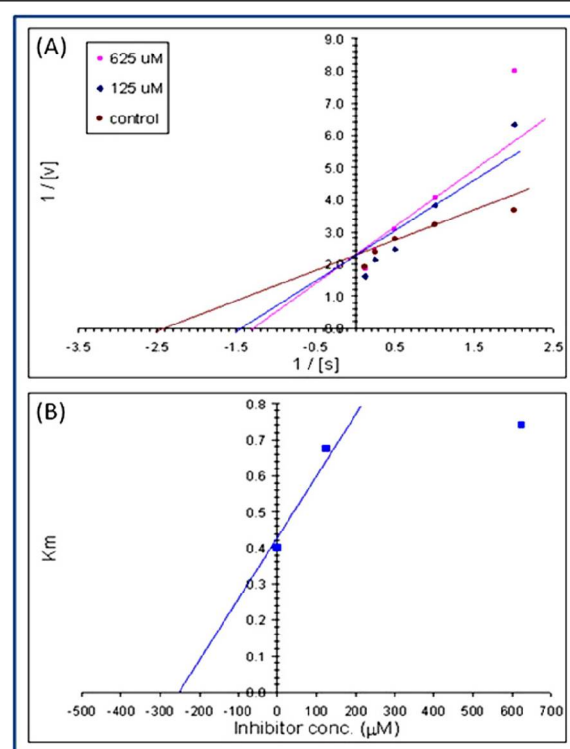 (A)
625 uM
125 uM
control
1 / [v]
9.0
8.0
7.0
6.0
5.0
4.0
3.0
2.0
1.0
0.0
-3.5 -2.5 -1.5 -0.5 0.5 1.5 2.5
1 / [s]
(B)
Km
0.8
0.7
0.6
0.5
0.4
0.3
0.2
0.1
0.0
-500 -400 -300 -200 -100 0 100 200 300 400 500 600 700
Inhibitor conc. (μM)